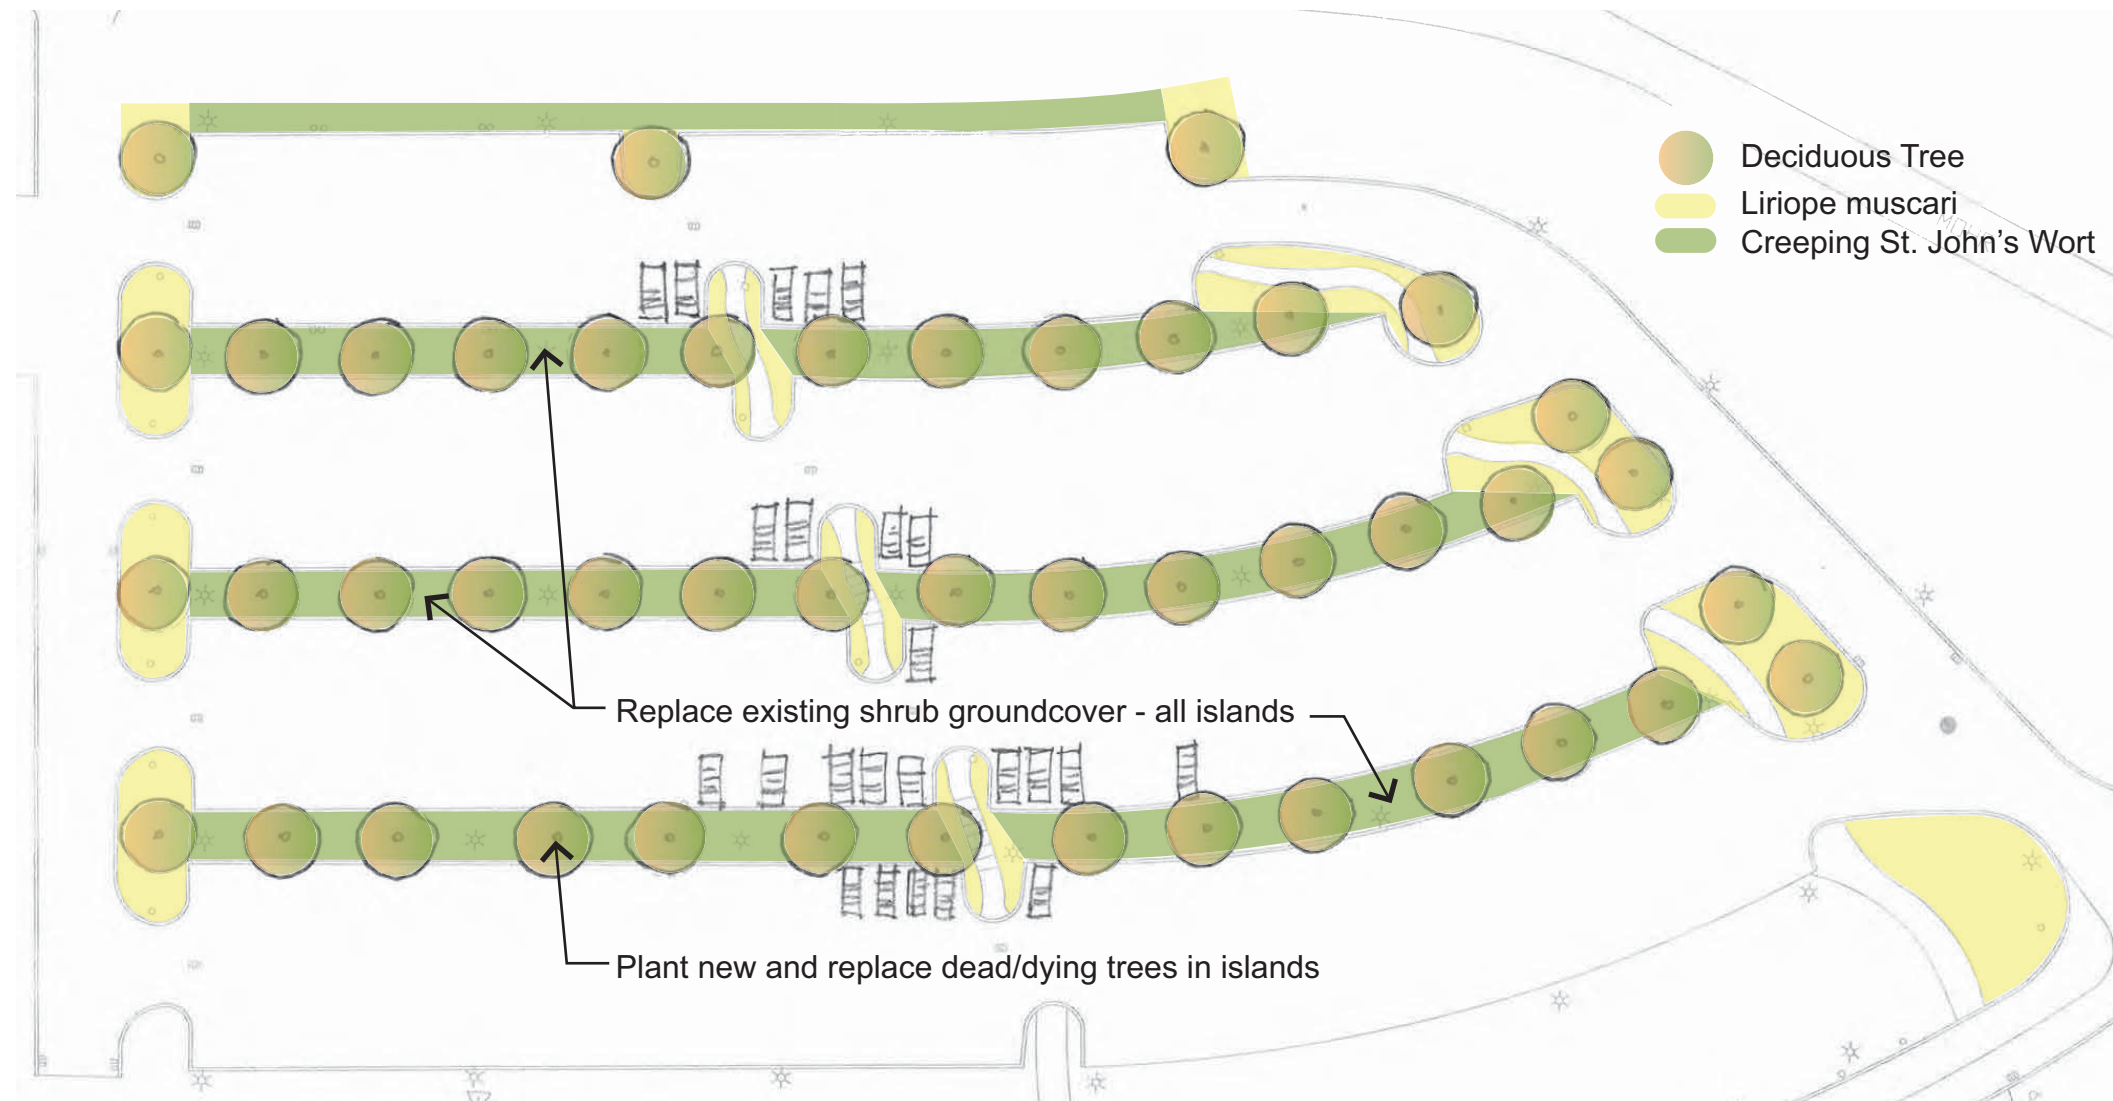 Deciduous Tree
Liriope muscari
Creeping St. John's Wort
Replace existing shrub groundcover - all islands
Plant new and replace dead/dying trees in islands